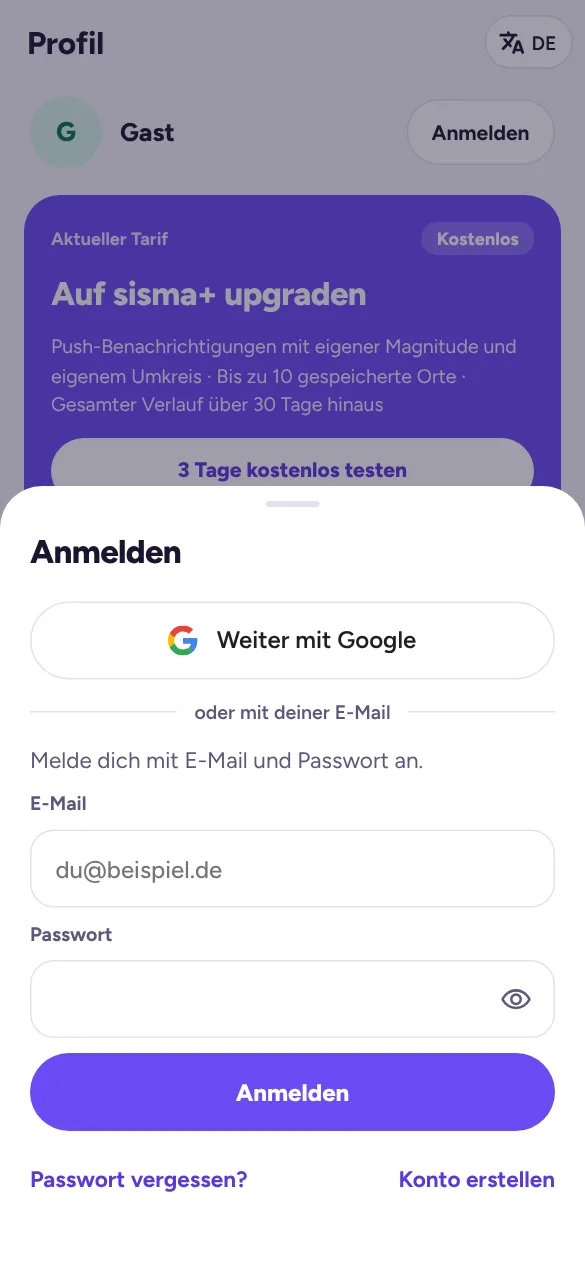 Profil
DE
G
Gast
Anmelden
Aktueller Tarif
Kostenlos
Auf sisma+ upgraden
Push-Benachrichtigungen mit eigener Magnitude und
eigenem Umkreis · Bis zu 10 gespeicherte Orte ·
Gesamter Verlauf über 30 Tage hinaus
3 Tage kostenlos testen
Anmelden
Weiter mit Google
oder mit deiner E-Mail
Melde dich mit E-Mail und Passwort an.
E-Mail
du@beispiel.de
Passwort
Anmelden
Passwort vergessen?
Konto erstellen